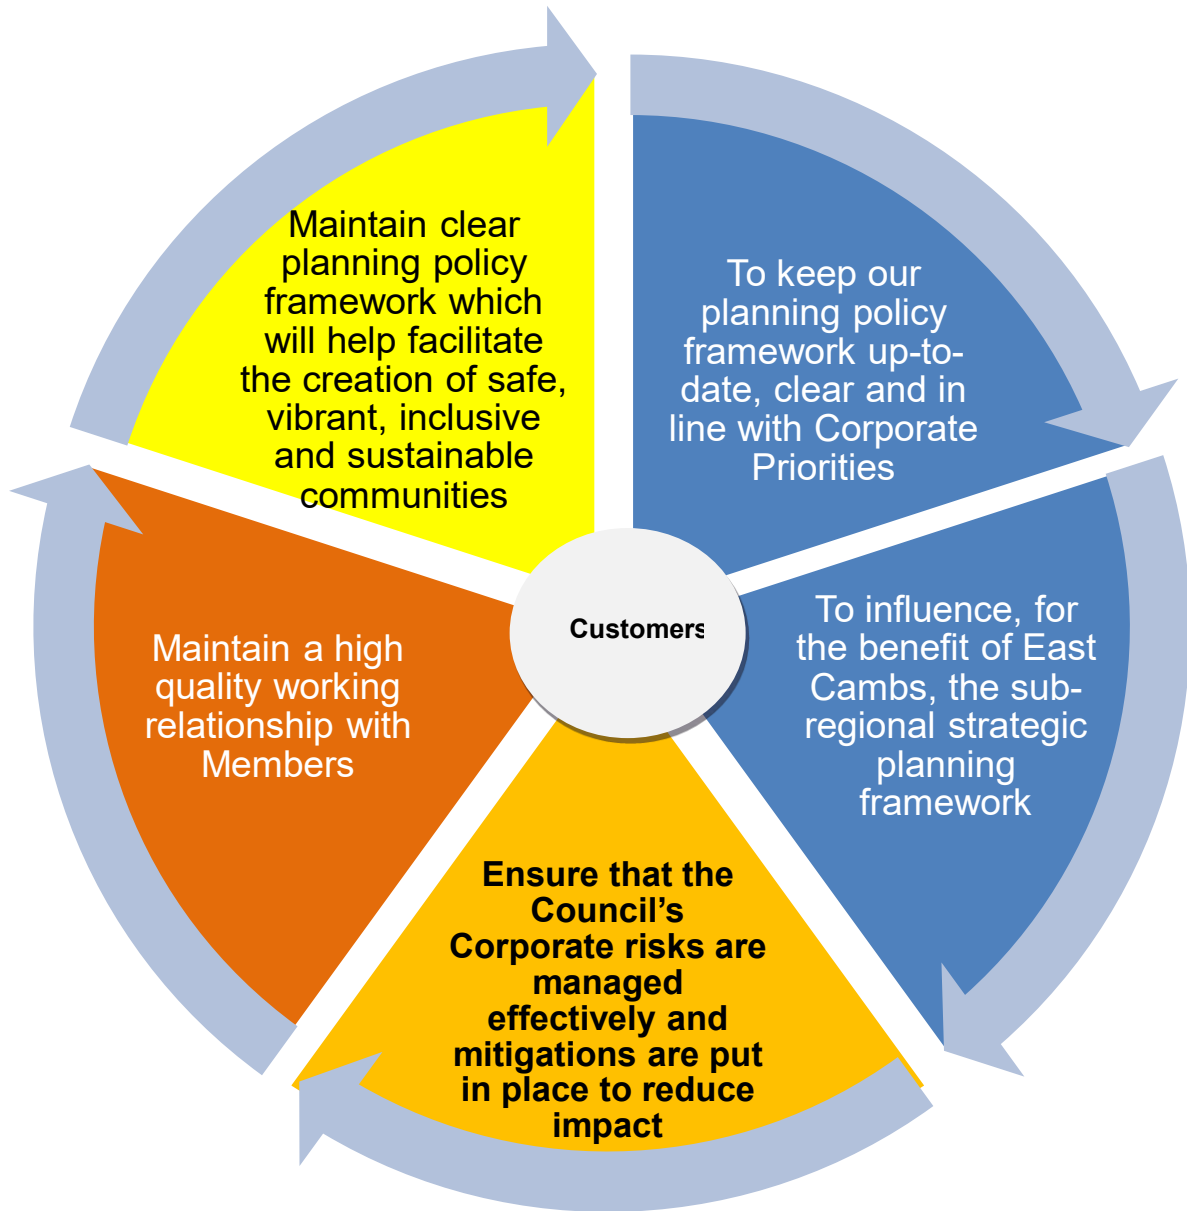 Maintain clear
planning policy
framework which
will help facilitate
the creation of safe,
vibrant, inclusive
and sustainable
communities
To keep our
planning policy
framework up-to-
date, clear and in
line with Corporate
Priorities
Customers
To influence, for
the benefit of East
Cambs, the sub-
regional strategic
planning
framework
Maintain a high
quality working
relationship with
Members
Ensure that the
Council’s
Corporate risks are
managed
effectively and
mitigations are put
in place to reduce
impact